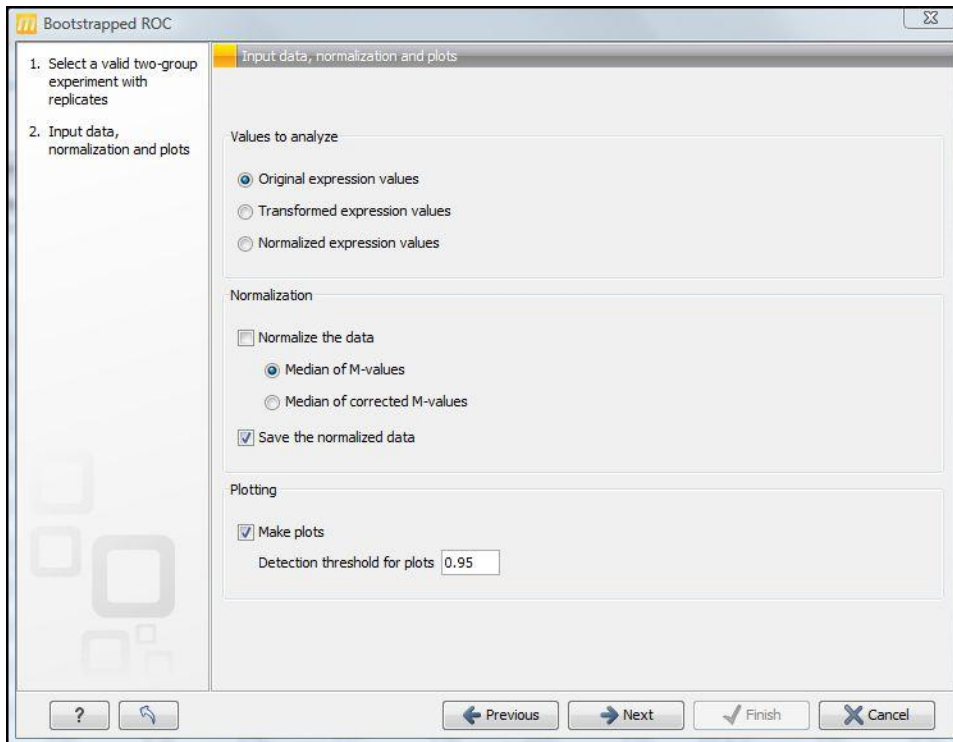 Bootstrapped ROC
1. Select a valid two-group
experiment with
replicates
2. Input data,
normalization and plots
Input data, normalization and plots
Values to analyze
Original expression values
Transformed expression values
Normalized expression values
Normalization
Normalize the data
Median of M-values
Median of corrected M-values
Save the normalized data
Plotting
Make plots
Detection threshold for plots 0.95
? Previous Next Finish Cancel